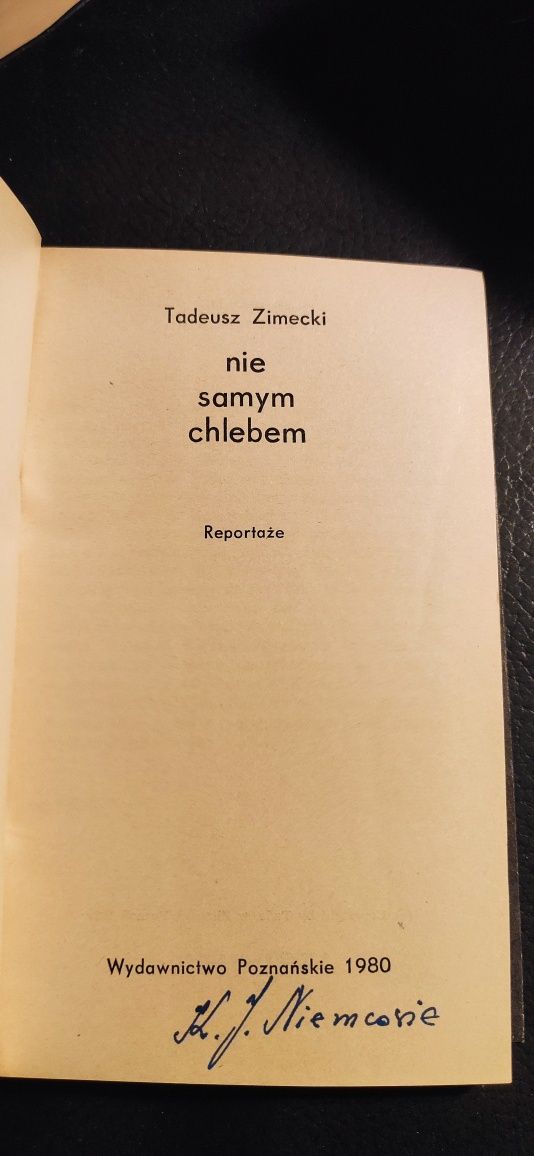 Tadeusz Zimecki
nie
samym
chlebem
Reportaże
Wydawnictwo Poznańskie 1980
K. J. Niemcowie